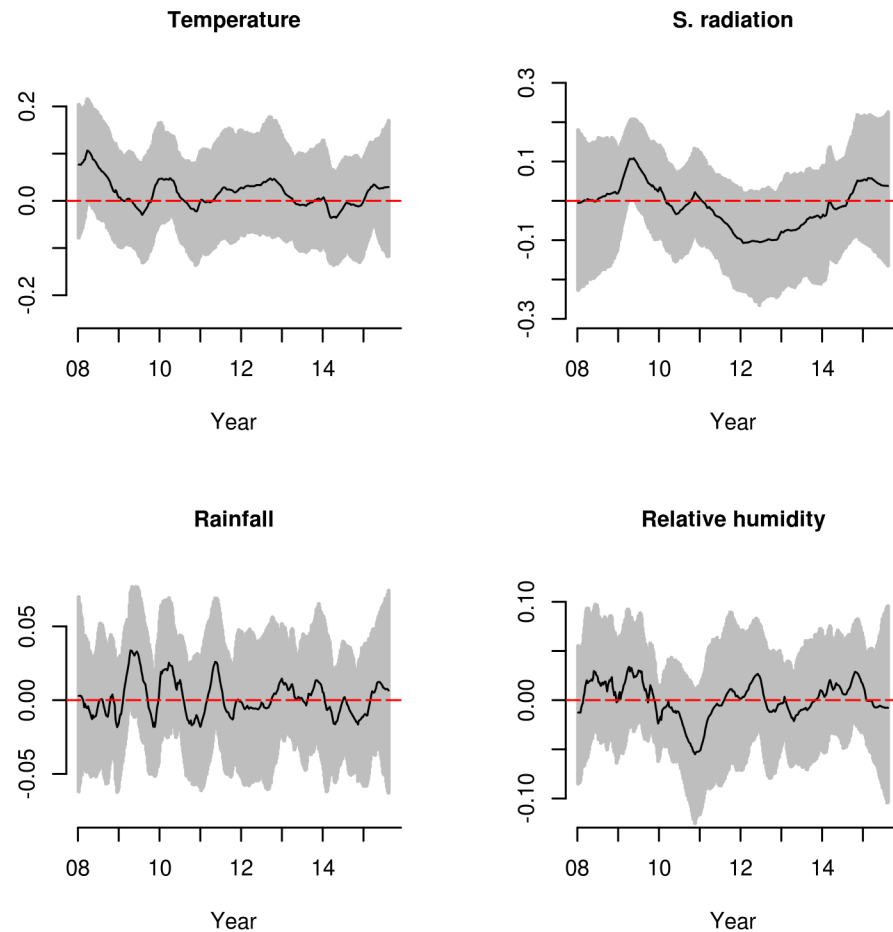 Temperature
0.2
0.0
-0.2
08 10 12 14
Year
S. radiation
0.3
0.1
-0.1
-0.3
08 10 12 14
Year
Rainfall
0.05
0.00
-0.05
08 10 12 14
Year
Relative humidity
0.10
0.00
-0.10
08 10 12 14
Year